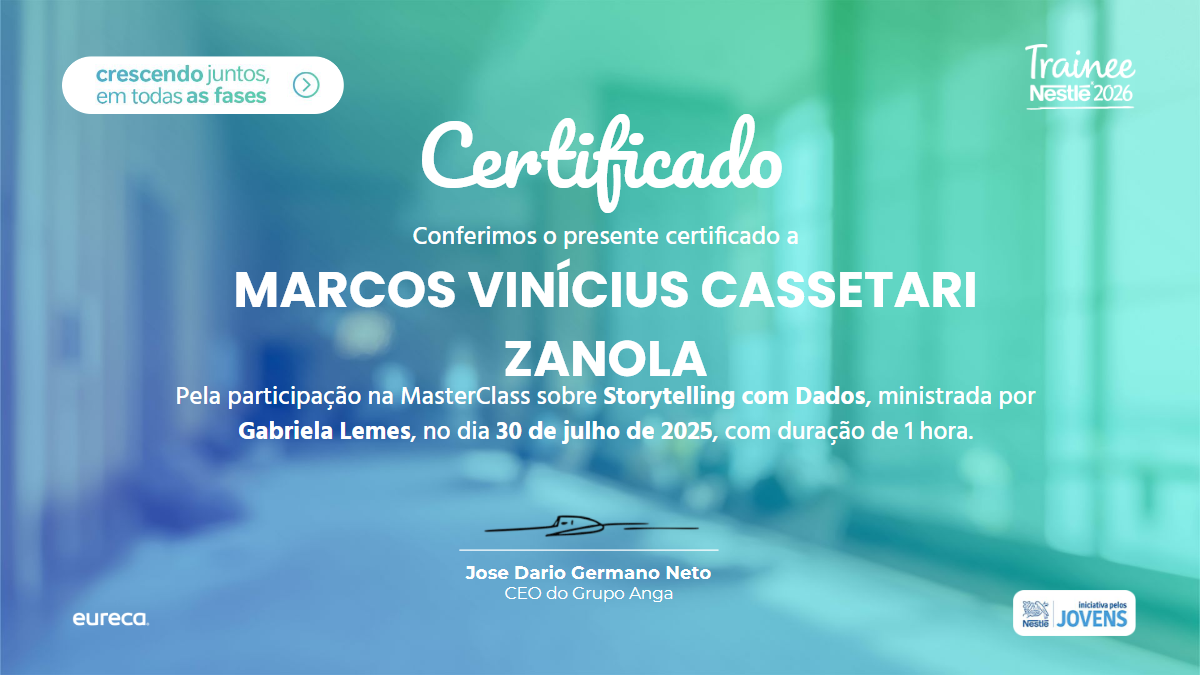 crescendo juntos,
em todas as fases
Trainee
Nestlé 2026
Certificado
Conferimos o presente certificado a
MARCOS VINÍCIUS CASSETARI
ZANOLA
Pela participação na MasterClass sobre Storytelling com Dados, ministrada por
Gabriela Lemes, no dia 30 de julho de 2025, com duração de 1 hora.
Jose Dario Germano Neto
CEO do Grupo Anga
eureca.
Nestlé
iniciativa pelos
JOVENS